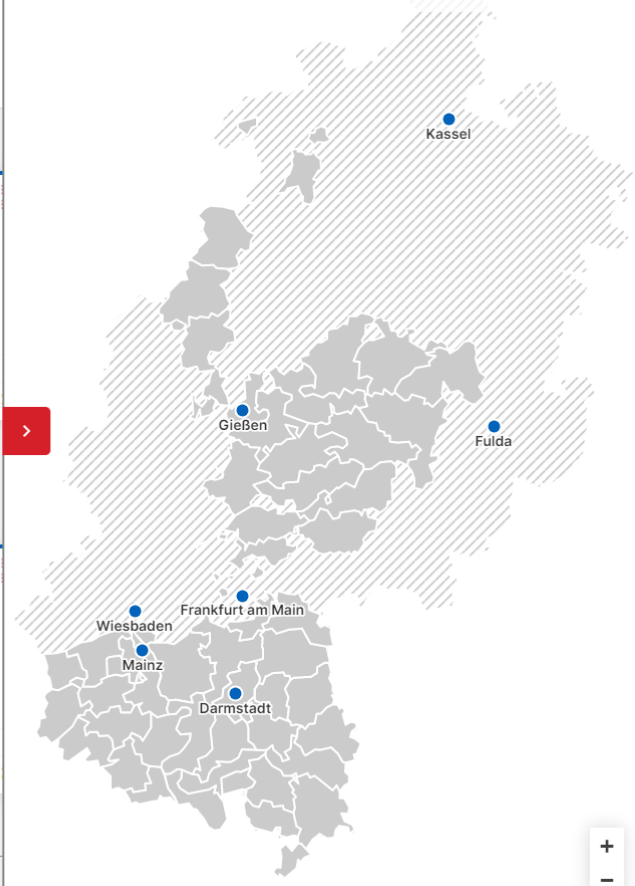 Kassel
Gießen
Fulda
Frankfurt am Main
Wiesbaden
Mainz
Darmstadt
+
−